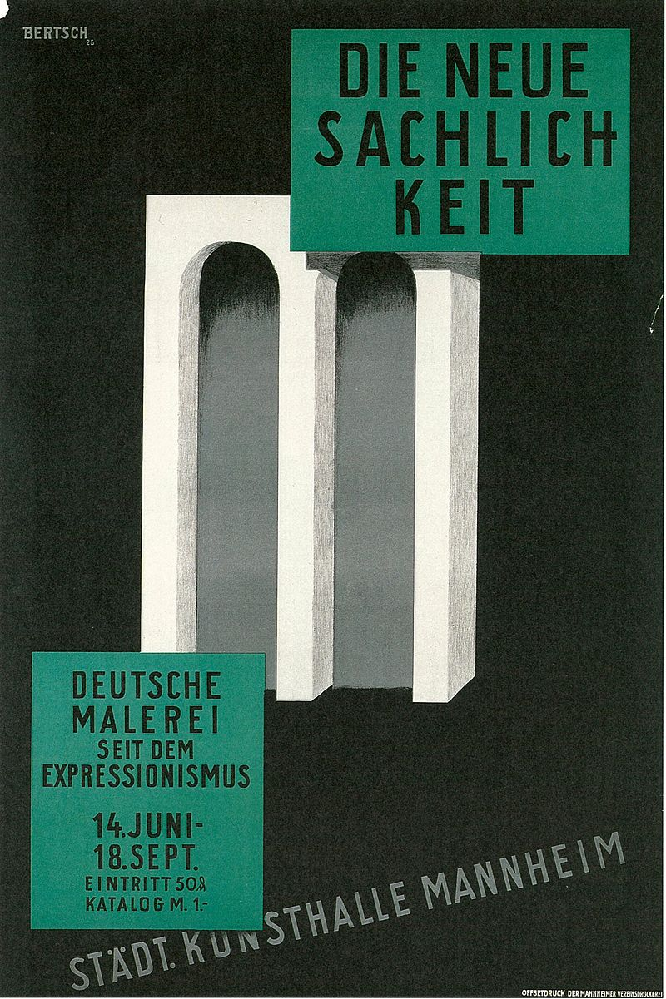 BERTSCH
25
DIE NEUE
SACHLICH
KEIT
DEUTSCHE
MALEREI
SEIT DEM
EXPRESSIONISMUS
14. JUNI-
18. SEPT.
EINTRITT 50 ₰
KATALOG M. 1.-
STÄDT. KUNSTHALLE MANNHEIM
OFFSETDRUCK DER MANNHEIMER VEREINSDRUCKEREI